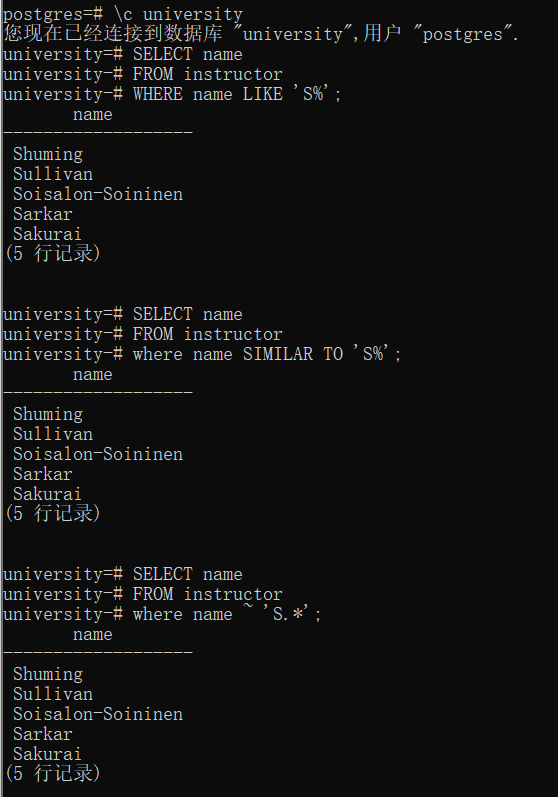 postgres=# \c university
您现在已经连接到数据库 "university",用户 "postgres".
university=# SELECT name
university-# FROM instructor
university-# WHERE name LIKE 'S%';
name
-------------------
Shuming
Sullivan
Soisalon-Soininen
Sarkar
Sakurai
(5 行记录)
university=# SELECT name
university-# FROM instructor
university-# where name SIMILAR TO 'S%';
name
-------------------
Shuming
Sullivan
Soisalon-Soininen
Sarkar
Sakurai
(5 行记录)
university=# SELECT name
university-# FROM instructor
university-# where name ~ 'S.*';
name
-------------------
Shuming
Sullivan
Soisalon-Soininen
Sarkar
Sakurai
(5 行记录)